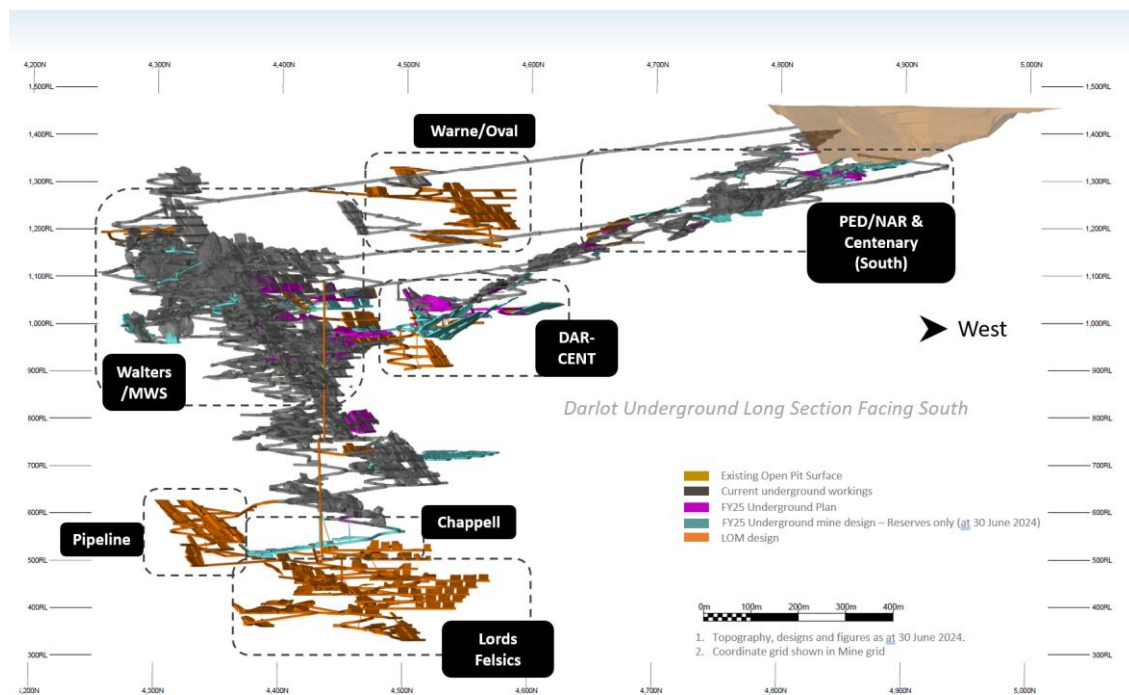 4,200N 4,300N 4,400N 4,500N 4,600N 4,700N 4,800N 4,900N 5,000N
1,500RL 1,500RL
1,400RL 1,400RL
1,300RL 1,300RL
1,200RL 1,200RL
1,100RL 1,100RL
1,000RL 1,000RL
900RL 900RL
800RL 800RL
700RL 700RL
600RL 600RL
500RL 500RL
400RL 400RL
300RL 300RL
Warne/Oval
PED/NAR &
Centenary
(South)
West
DAR-
CENT
Walters
/MWS
Darlot Underground Long Section Facing South
Existing Open Pit Surface
Current underground workings
FY25 Underground Plan
FY25 Underground mine design – Reserves only (at 30 June 2024)
LOM design
Pipeline
Chappell
Lords
Felsics
0m 100m 200m 300m 400m
1. Topography, designs and figures as at 30 June 2024.
2. Coordinate grid shown in Mine grid
,200N 4,300N 4,400N 4,500N 4,600N 4,700N 4,800N 4,900N 5,000N